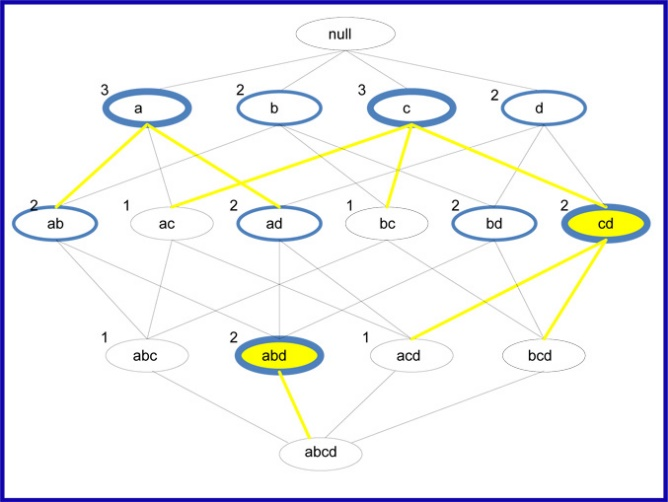 null
3 2 3 2
a b c d
2 1 2 1 2 2
ab ac ad bc bd cd
1 2 1
abc abd acd bcd
abcd